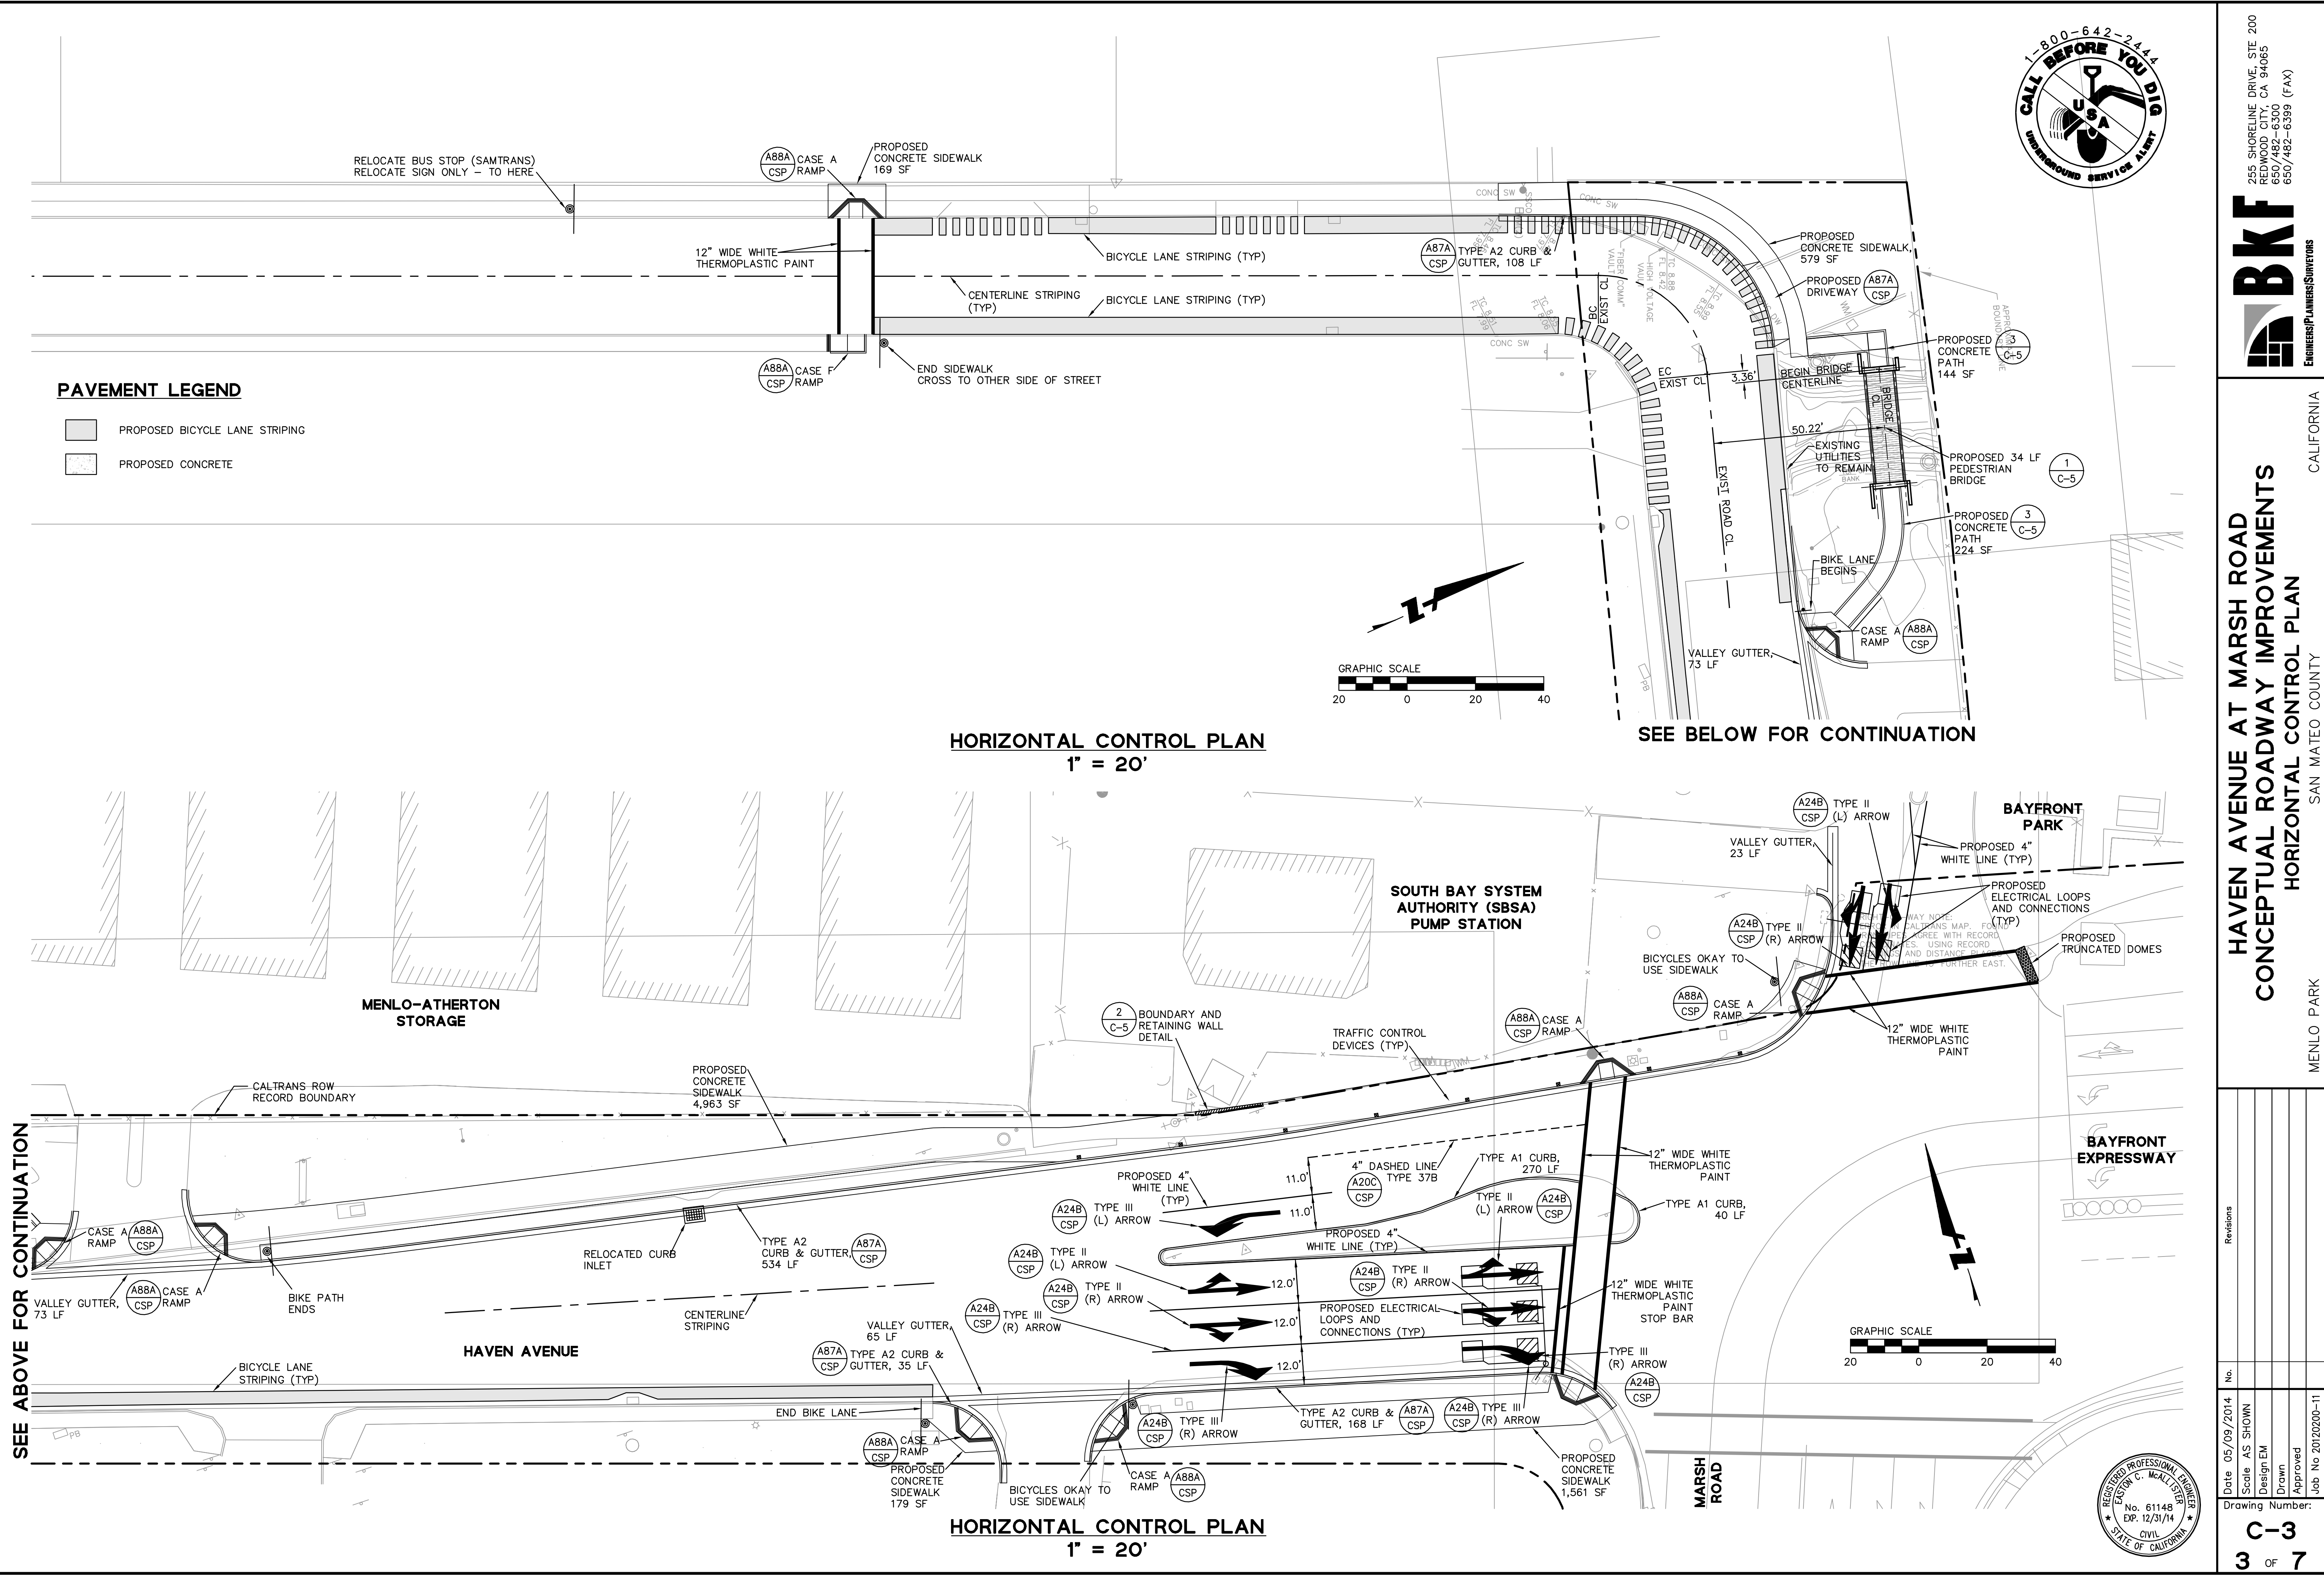 RELOCATE BUS STOP (SAMTRANS)
RELOCATE SIGN ONLY – TO HERE
A88A
CSP
CASE A
RAMP
PROPOSED
CONCRETE SIDEWALK
169 SF
12" WIDE WHITE
THERMOPLASTIC PAINT
BICYCLE LANE STRIPING (TYP)
CENTERLINE STRIPING
(TYP)
BICYCLE LANE STRIPING (TYP)
A88A
CSP
CASE F
RAMP
END SIDEWALK
CROSS TO OTHER SIDE OF STREET
A87A
CSP
TYPE A2 CURB &
GUTTER, 108 LF
CONC SW
CONC SW
CONC SW
"FIBER COMM"
VAULT
HIGH VOLTAGE
VAULT
TC 8.88
FL 8.42
BC
EXIST CL
EC
EXIST CL
3.36'
BEGIN BRIDGE
CENTERLINE
BRIDGE
CL
50.22'
EXISTING
UTILITIES
TO REMAIN
BANK
EXIST ROAD CL
PROPOSED
CONCRETE SIDEWALK,
579 SF
PROPOSED
DRIVEWAY
A87A
CSP
WM
PROPOSED
CONCRETE
PATH
144 SF
3
C-5
PROPOSED 34 LF
PEDESTRIAN
BRIDGE
1
C-5
PROPOSED
CONCRETE
PATH
224 SF
3
C-5
BIKE LANE
BEGINS
CASE A
RAMP
A88A
CSP
VALLEY GUTTER,
73 LF
PB
1-800-642-2444
CALL BEFORE YOU DIG
USA
UNDERGROUND SERVICE ALERT
PAVEMENT LEGEND
PROPOSED BICYCLE LANE STRIPING
PROPOSED CONCRETE
GRAPHIC SCALE
20 0 20 40
HORIZONTAL CONTROL PLAN
1" = 20'
SEE BELOW FOR CONTINUATION
MENLO-ATHERTON
STORAGE
SOUTH BAY SYSTEM
AUTHORITY (SBSA)
PUMP STATION
BAYFRONT
PARK
A24B
CSP
TYPE II
(L) ARROW
VALLEY GUTTER,
23 LF
PROPOSED 4"
WHITE LINE (TYP)
PROPOSED
ELECTRICAL LOOPS
AND CONNECTIONS
(TYP)
A24B
CSP
TYPE II
(R) ARROW
PROPOSED
TRUNCATED DOMES
BICYCLES OKAY TO
USE SIDEWALK
A88A
CSP
CASE A
RAMP
12" WIDE WHITE
THERMOPLASTIC
PAINT
2
C-5
BOUNDARY AND
RETAINING WALL
DETAIL
TRAFFIC CONTROL
DEVICES (TYP)
A88A
CSP
CASE A
RAMP
CALTRANS ROW
RECORD BOUNDARY
PROPOSED
CONCRETE
SIDEWALK
4,963 SF
SEE ABOVE FOR CONTINUATION
CASE A
RAMP
A88A
CSP
VALLEY GUTTER,
73 LF
A88A
CSP
CASE A
RAMP
BIKE PATH
ENDS
RELOCATED CURB
INLET
TYPE A2
CURB & GUTTER,
534 LF
A87A
CSP
CENTERLINE
STRIPING
HAVEN AVENUE
BICYCLE LANE
STRIPING (TYP)
PB
PROPOSED 4"
WHITE LINE
(TYP)
11.0'
11.0'
4" DASHED LINE
TYPE 37B
A20C
CSP
TYPE A1 CURB,
270 LF
12" WIDE WHITE
THERMOPLASTIC
PAINT
TYPE II
(L) ARROW
A24B
CSP
TYPE A1 CURB,
40 LF
A24B
CSP
TYPE III
(L) ARROW
PROPOSED 4"
WHITE LINE (TYP)
A24B
CSP
TYPE II
(L) ARROW
12.0'
A24B
CSP
TYPE II
(R) ARROW
A24B
CSP
TYPE II
(R) ARROW
12.0'
PROPOSED ELECTRICAL
LOOPS AND
CONNECTIONS (TYP)
A24B
CSP
TYPE III
(R) ARROW
12.0'
12" WIDE WHITE
THERMOPLASTIC
PAINT
STOP BAR
VALLEY GUTTER,
65 LF
A87A
CSP
TYPE A2 CURB &
GUTTER, 35 LF
TYPE III
(R) ARROW
A24B
CSP
END BIKE LANE
A88A
CSP
CASE A
RAMP
PROPOSED
CONCRETE
SIDEWALK
179 SF
A24B
CSP
TYPE III
(R) ARROW
TYPE A2 CURB &
GUTTER, 168 LF
A87A
CSP
A24B
CSP
TYPE III
(R) ARROW
BICYCLES OKAY TO
USE SIDEWALK
CASE A
RAMP
A88A
CSP
PROPOSED
CONCRETE
SIDEWALK
1,561 SF
MARSH
ROAD
BAYFRONT
EXPRESSWAY
GRAPHIC SCALE
20 0 20 40
HORIZONTAL CONTROL PLAN
1" = 20'
REGISTERED PROFESSIONAL ENGINEER
EASTON C. McALLISTER
No. 61148
EXP. 12/31/14
CIVIL
STATE OF CALIFORNIA
255 SHORELINE DRIVE, STE 200
REDWOOD CITY, CA 94065
650/482-6300
650/482-6399 (FAX)
BKF
ENGINEERS/PLANNERS/SURVEYORS
HAVEN AVENUE AT MARSH ROAD
CONCEPTUAL ROADWAY IMPROVEMENTS
HORIZONTAL CONTROL PLAN
MENLO PARK SAN MATEO COUNTY CALIFORNIA
No. Revisions
Date 05/09/2014
Scale AS SHOWN
Design EM
Drawn
Approved
Job No 20120200-11
Drawing Number:
C-3
3 OF 7